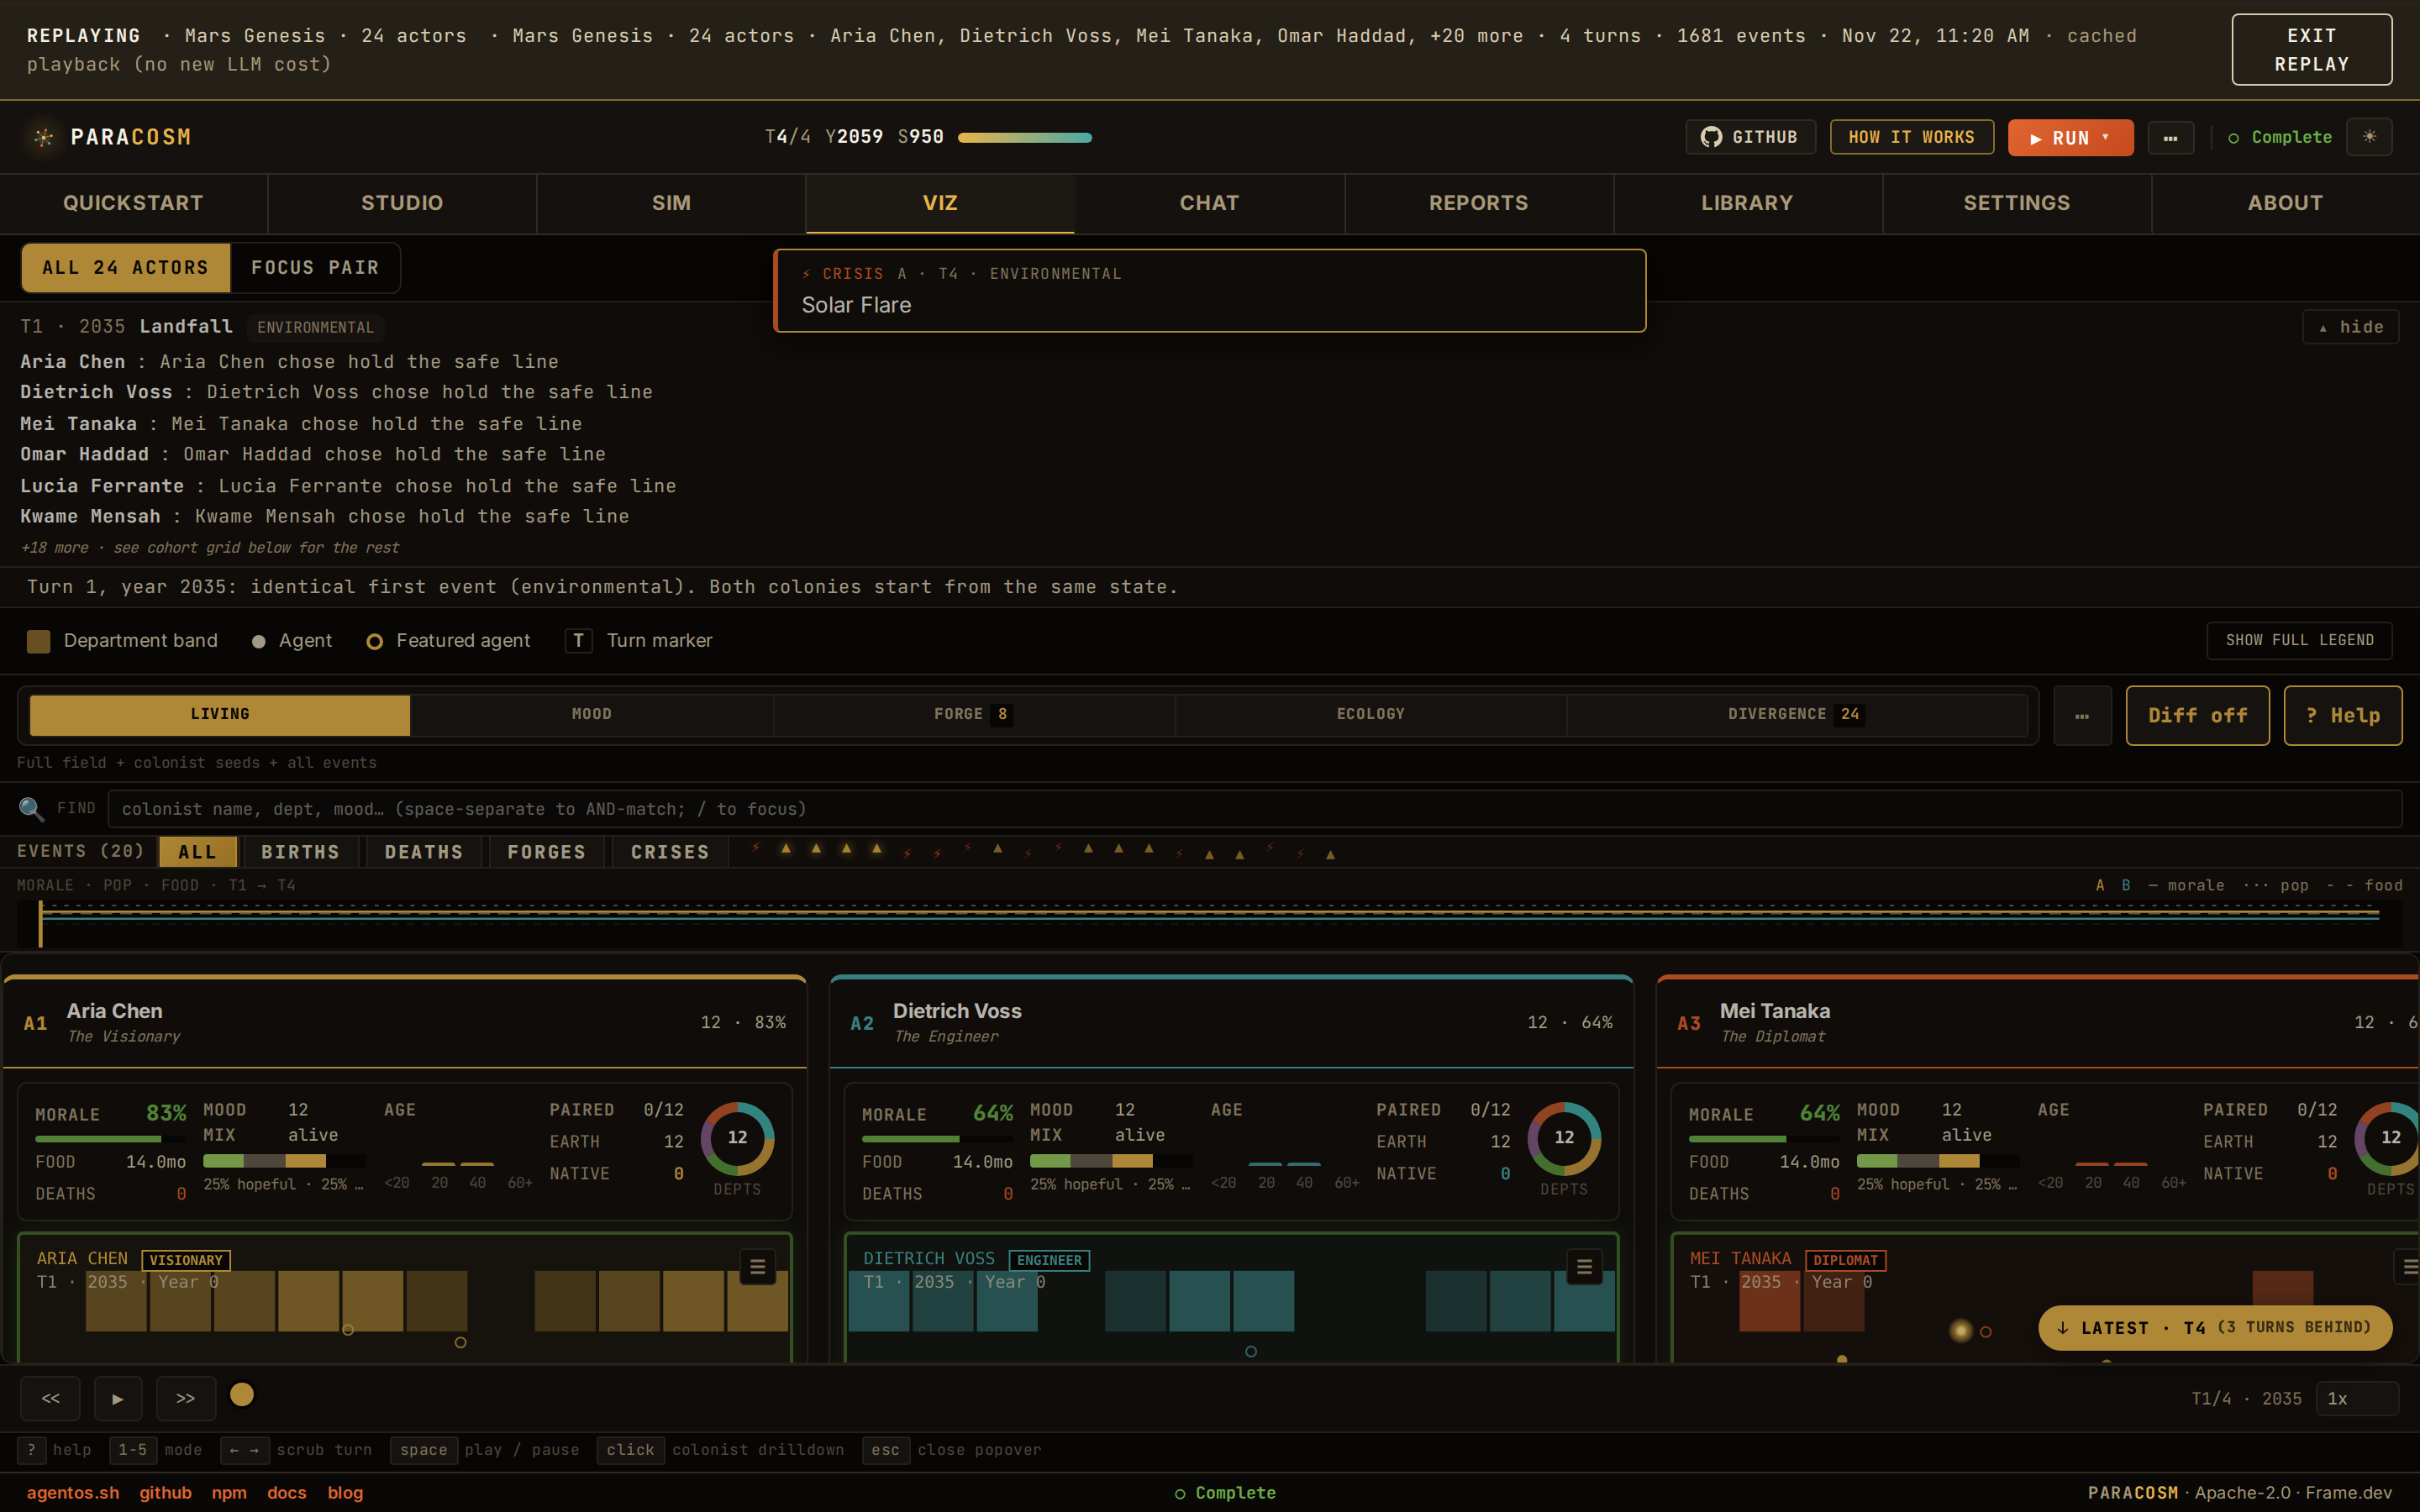 REPLAYING · Mars Genesis · 24 actors · Mars Genesis · 24 actors · Aria Chen, Dietrich Voss, Mei Tanaka, Omar Haddad, +20 more · 4 turns · 1681 events · Nov 22, 11:20 AM · cached
playback (no new LLM cost)
EXIT
REPLAY
PARACOSM
T4/4 Y2059 S950
GITHUB
HOW IT WORKS
▶ RUN ▾
…
○ Complete
QUICKSTART
STUDIO
SIM
VIZ
CHAT
REPORTS
LIBRARY
SETTINGS
ABOUT
ALL 24 ACTORS
FOCUS PAIR
⚡ CRISIS A · T4 · ENVIRONMENTAL
Solar Flare
T1 · 2035 Landfall ENVIRONMENTAL
▴ hide
Aria Chen : Aria Chen chose hold the safe line
Dietrich Voss : Dietrich Voss chose hold the safe line
Mei Tanaka : Mei Tanaka chose hold the safe line
Omar Haddad : Omar Haddad chose hold the safe line
Lucia Ferrante : Lucia Ferrante chose hold the safe line
Kwame Mensah : Kwame Mensah chose hold the safe line
+18 more · see cohort grid below for the rest
Turn 1, year 2035: identical first event (environmental). Both colonies start from the same state.
Department band
Agent
Featured agent
T Turn marker
SHOW FULL LEGEND
LIVING
MOOD
FORGE 8
ECOLOGY
DIVERGENCE 24
…
Diff off
? Help
Full field + colonist seeds + all events
FIND
colonist name, dept, mood… (space-separate to AND-match; / to focus)
EVENTS (20)
ALL
BIRTHS
DEATHS
FORGES
CRISES
MORALE · POP · FOOD · T1 → T4
A B — morale ··· pop - - food
A1 Aria Chen
The Visionary
12 · 83%
A2 Dietrich Voss
The Engineer
12 · 64%
A3 Mei Tanaka
The Diplomat
12 · 6
MORALE 83%
FOOD 14.0mo
DEATHS 0
MOOD MIX 12 alive
25% hopeful · 25% …
AGE
<20 20 40 60+
PAIRED 0/12
EARTH 12
NATIVE 0
12
DEPTS
MORALE 64%
FOOD 14.0mo
DEATHS 0
MOOD MIX 12 alive
25% hopeful · 25% …
AGE
<20 20 40 60+
PAIRED 0/12
EARTH 12
NATIVE 0
12
DEPTS
MORALE 64%
FOOD 14.0mo
DEATHS 0
MOOD MIX 12 alive
25% hopeful · 25% …
AGE
<20 20 40 60+
PAIRED 0/12
EARTH 12
NATIVE 0
12
DEPTS
ARIA CHEN VISIONARY
T1 · 2035 · Year 0
DIETRICH VOSS ENGINEER
T1 · 2035 · Year 0
MEI TANAKA DIPLOMAT
T1 · 2035 · Year 0
↓ LATEST · T4 (3 TURNS BEHIND)
<<
▶
>>
T1/4 · 2035
1x
? help 1-5 mode ← → scrub turn space play / pause click colonist drilldown esc close popover
agentos.sh github npm docs blog
○ Complete
PARACOSM · Apache-2.0 · Frame.dev